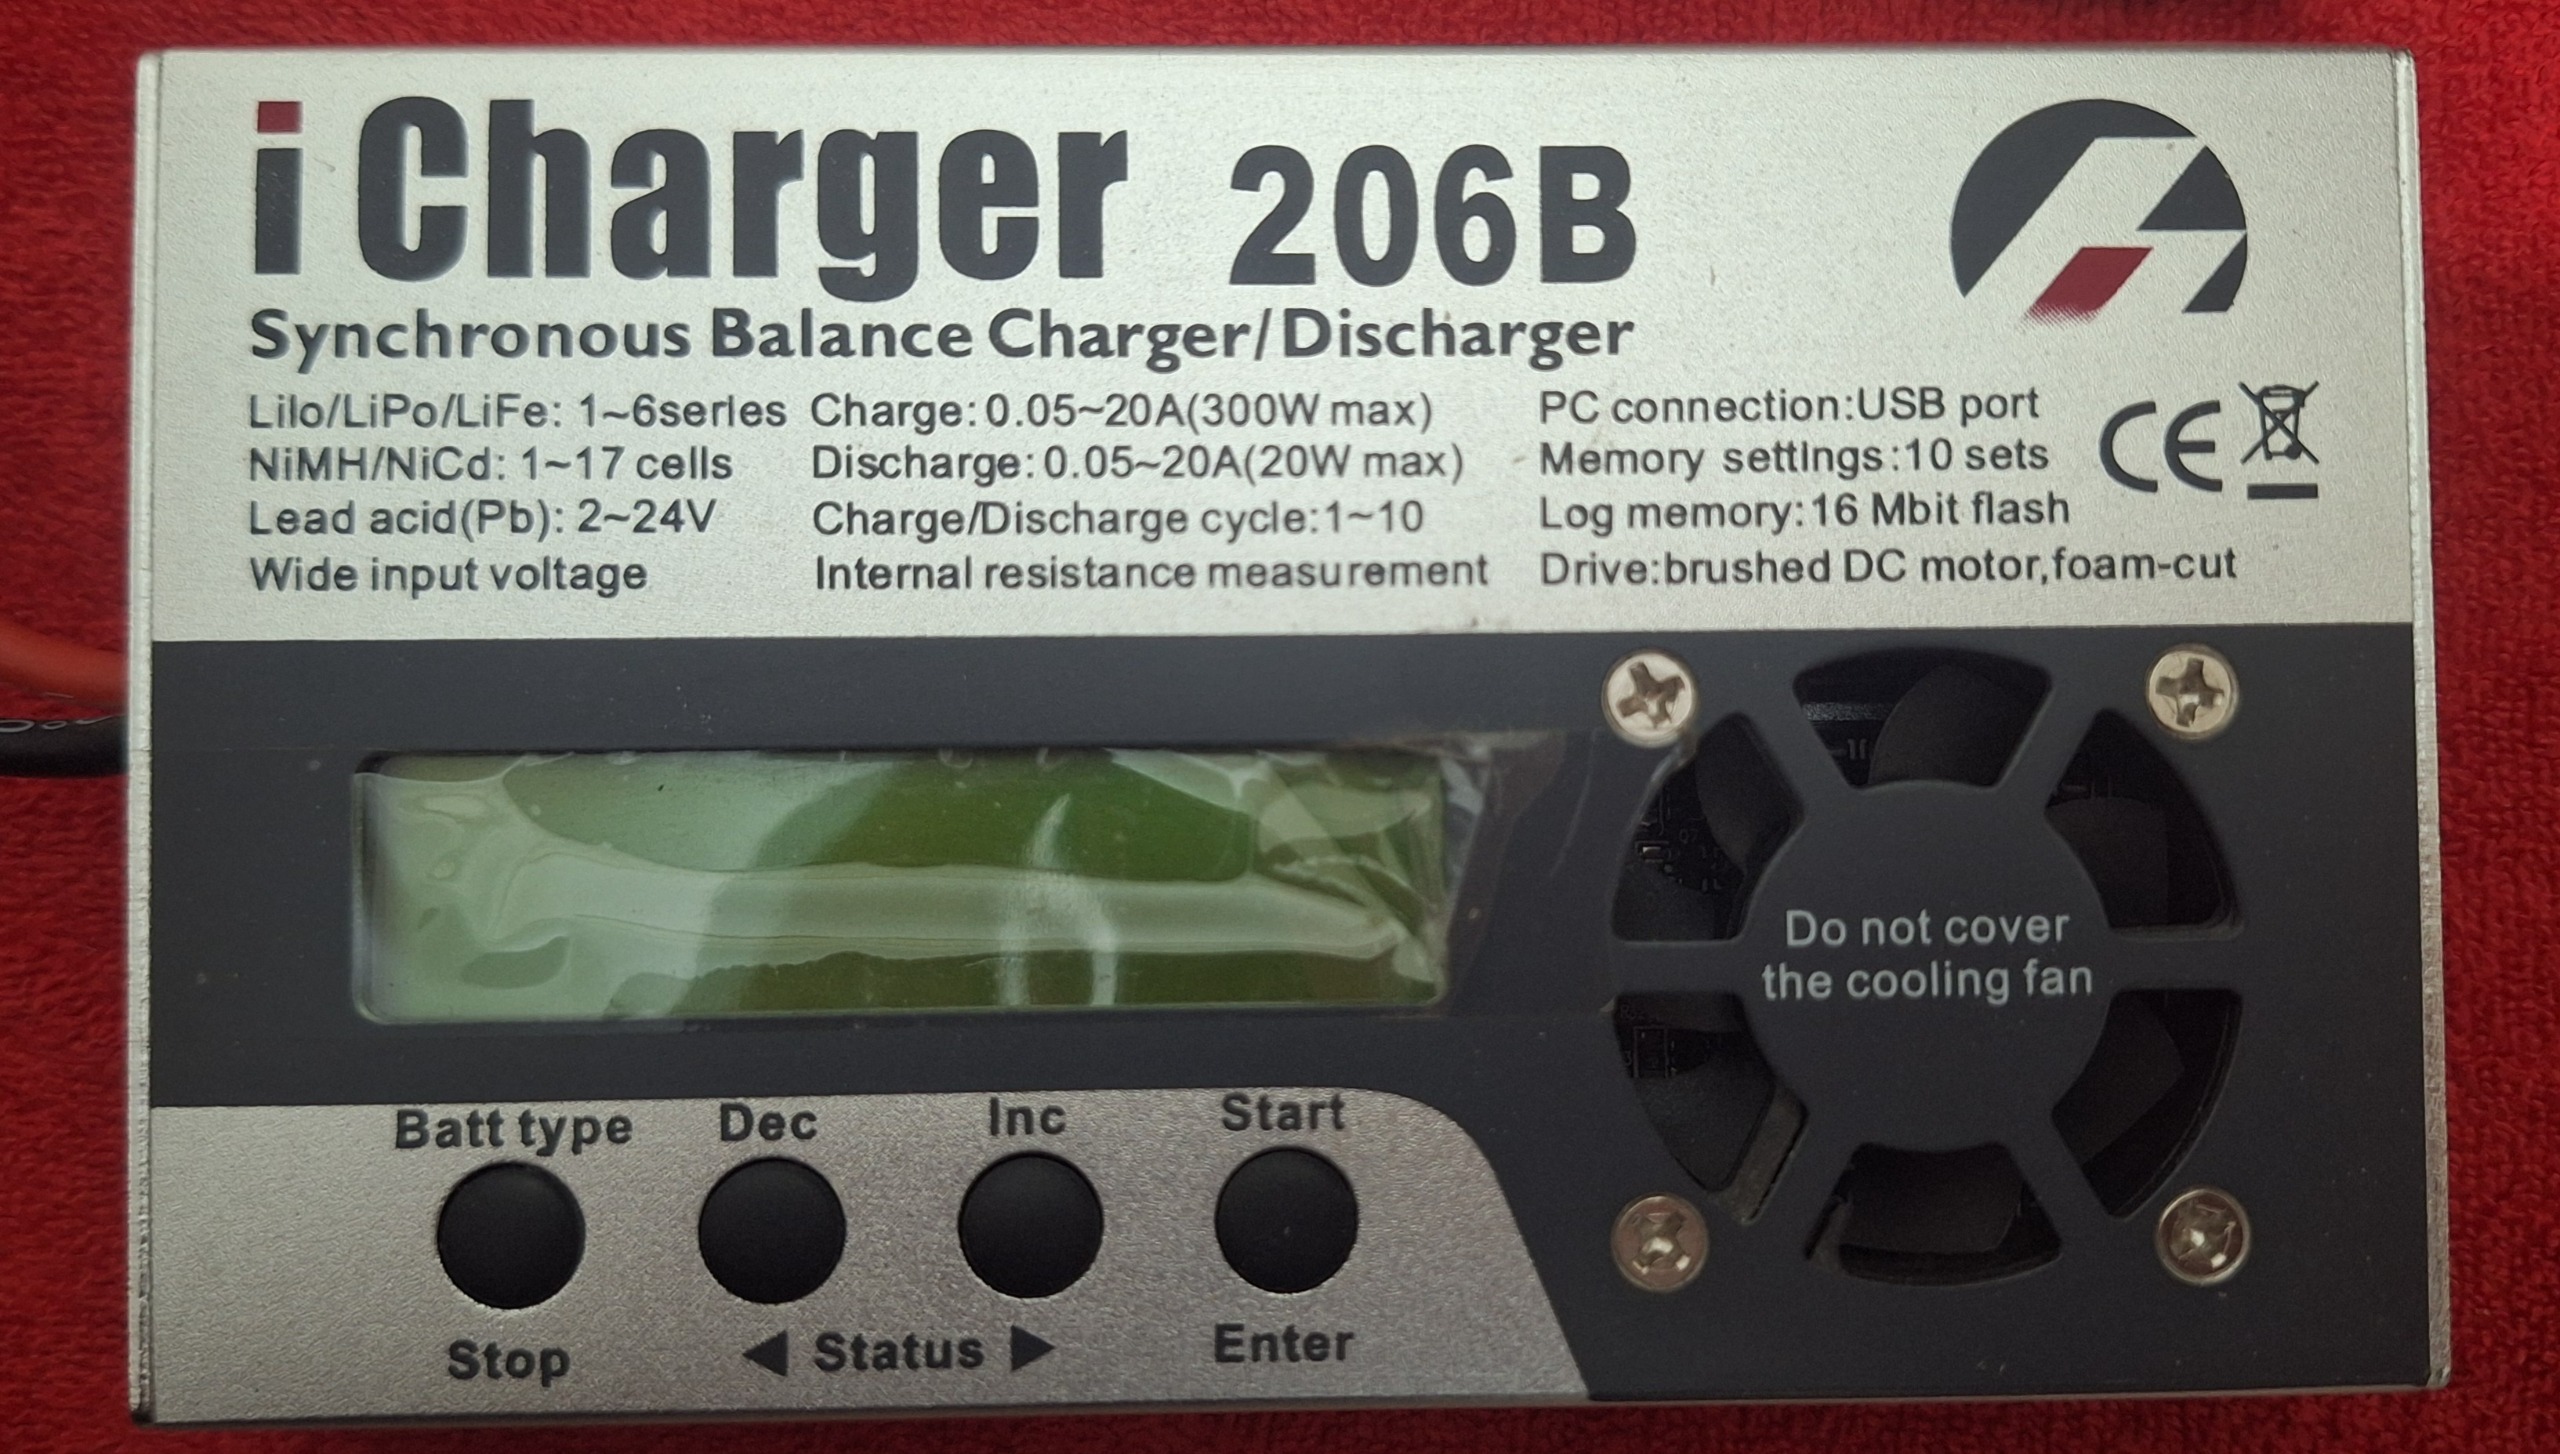 iCharger 206B
Synchronous Balance Charger/Discharger
LiIo/LiPo/LiFe: 1~6series
NiMH/NiCd: 1~17 cells
Lead acid(Pb): 2~24V
Wide input voltage
Charge: 0.05~20A(300W max)
Discharge: 0.05~20A(20W max)
Charge/Discharge cycle:1~10
Internal resistance measurement
PC connection:USB port
Memory settings:10 sets
Log memory:16 Mbit flash
Drive:brushed DC motor,foam-cut
CE
Do not cover
the cooling fan
Batt type Dec Inc Start
Stop ◀ Status ▶ Enter